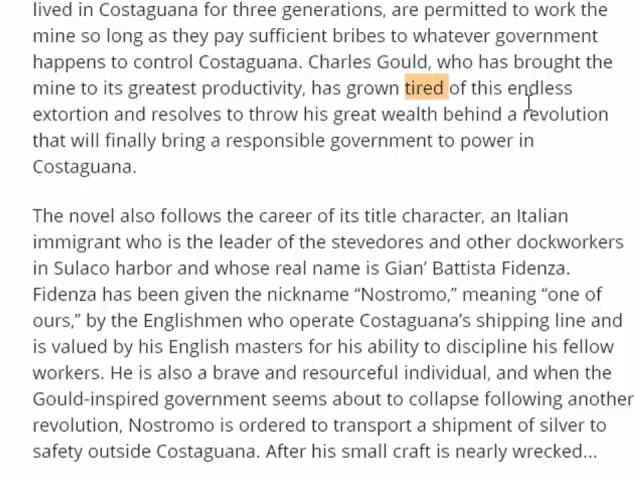 lived in Costaguana for three generations, are permitted to work the
mine so long as they pay sufficient bribes to whatever government
happens to control Costaguana. Charles Gould, who has brought the
mine to its greatest productivity, has grown tired of this endless
extortion and resolves to throw his great wealth behind a revolution
that will finally bring a responsible government to power in
Costaguana.
The novel also follows the career of its title character, an Italian
immigrant who is the leader of the stevedores and other dockworkers
in Sulaco harbor and whose real name is Gian’ Battista Fidenza.
Fidenza has been given the nickname “Nostromo,” meaning “one of
ours,” by the Englishmen who operate Costaguana’s shipping line and
is valued by his English masters for his ability to discipline his fellow
workers. He is also a brave and resourceful individual, and when the
Gould-inspired government seems about to collapse following another
revolution, Nostromo is ordered to transport a shipment of silver to
safety outside Costaguana. After his small craft is nearly wrecked...